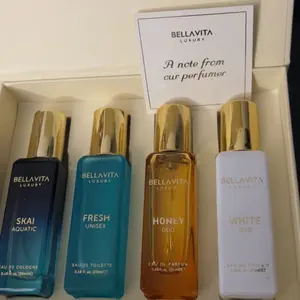 BELLAVITA
LUXURY
A note from
our perfumer
BELLAVITA
LUXURY
SKAI
AQUATIC
EAU DE COLOGNE
BELLAVITA
LUXURY
FRESH
UNISEX
EAU DE TOILETTE
BELLAVITA
LUXURY
HONEY
OUD
EAU DE PARFUM
BELLAVITA
LUXURY
WHITE
OUD